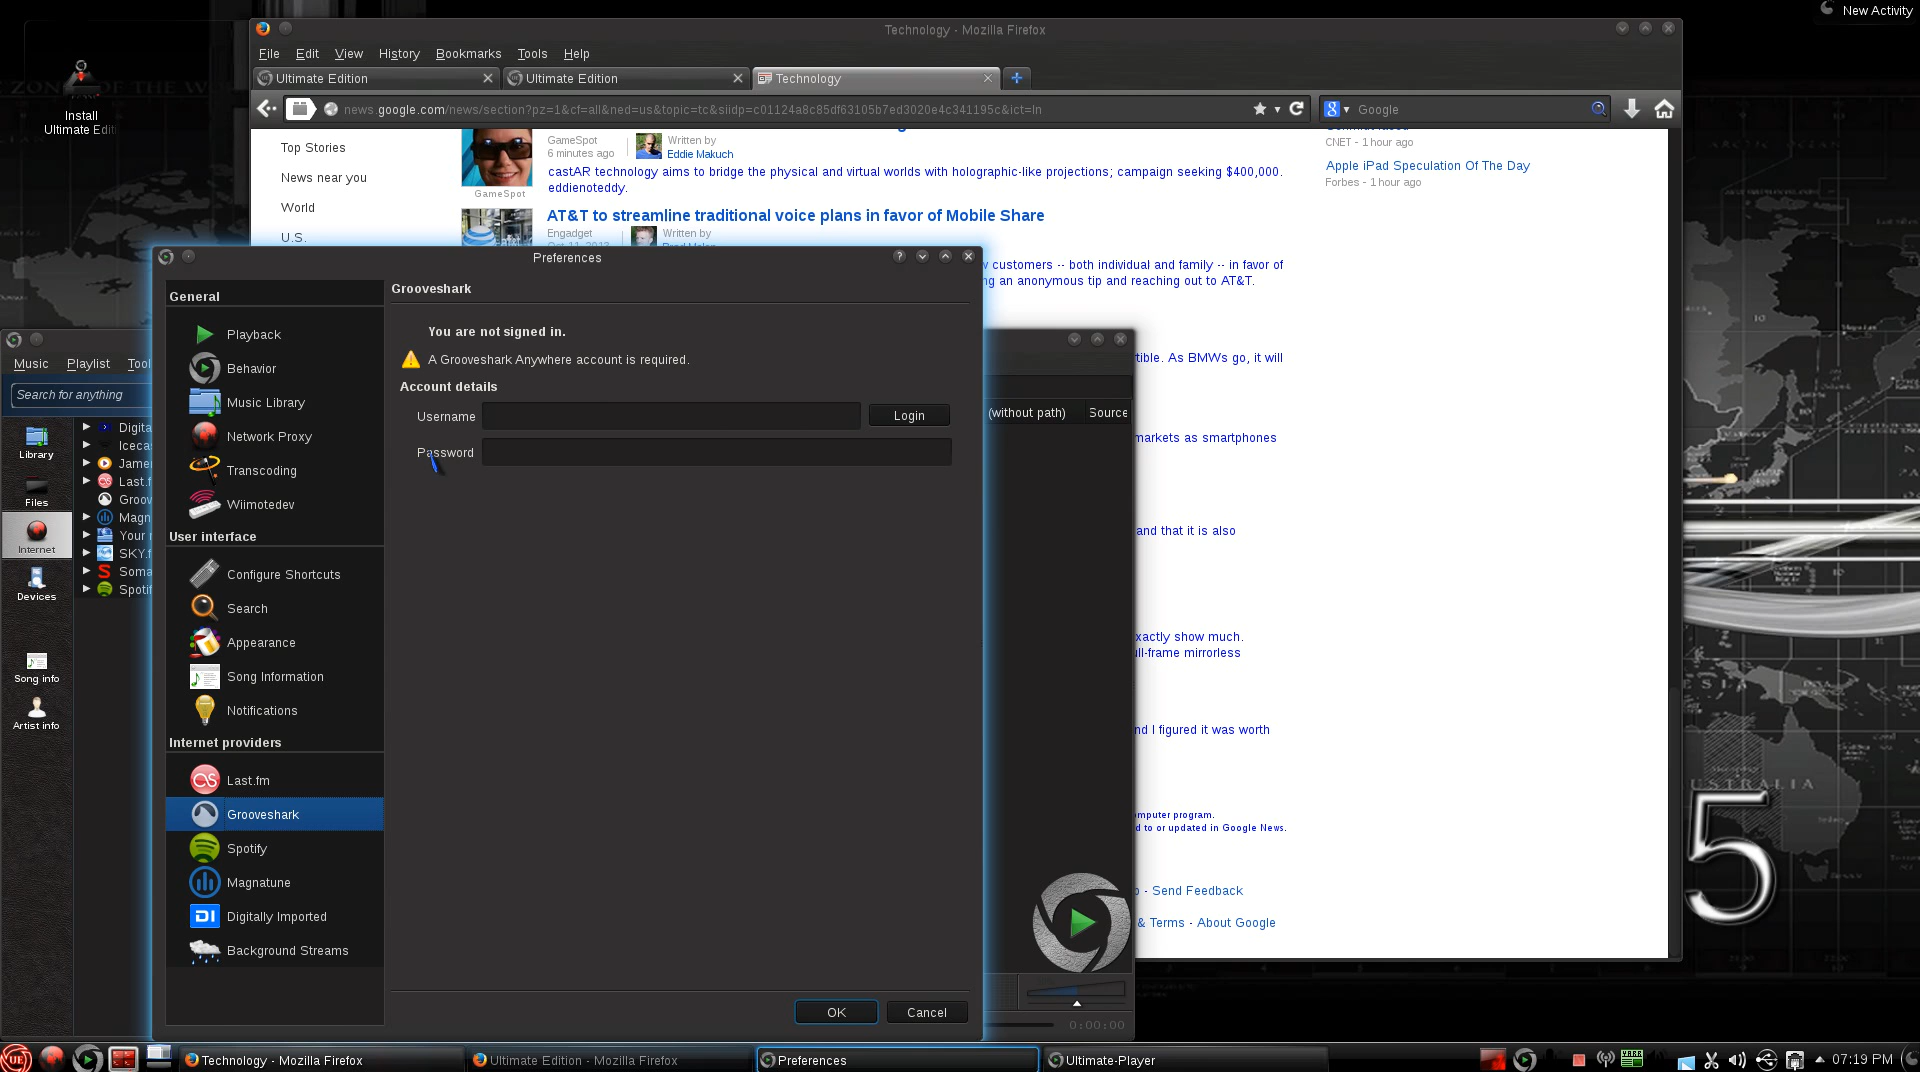 New Activity
Install
Ultimate Edit
Technology - Mozilla Firefox
File Edit View History Bookmarks Tools Help
Ultimate Edition
Ultimate Edition
Technology
news.google.com/news/section?pz=1&cf=all&ned=us&topic=tc&siidp=c01124a8c85df63105b7ed3020e4c341195c&ict=ln
Google
Top Stories
News near you
World
U.S.
GameSpot
6 minutes ago
Written by
Eddie Makuch
GameSpot
castAR technology aims to bridge the physical and virtual worlds with holographic-like projections; campaign seeking $400,000.
eddienoteddy.
AT&T to streamline traditional voice plans in favor of Mobile Share
Engadget
Written by
CNET - 1 hour ago
Apple iPad Speculation Of The Day
Forbes - 1 hour ago
customers -- both individual and family -- in favor of
an anonymous tip and reaching out to AT&T.
As BMWs go, it will
markets as smartphones
and that it is also
show much.
mirrorless
I figured it was worth
computer program.
to or updated in Google News.
- Send Feedback
& Terms - About Google
Preferences
General
Playback
Behavior
Music Library
Network Proxy
Transcoding
Wiimotedev
User interface
Configure Shortcuts
Search
Appearance
Song Information
Notifications
Internet providers
Last.fm
Grooveshark
Spotify
Magnatune
Digitally Imported
Background Streams
Grooveshark
You are not signed in.
A Grooveshark Anywhere account is required.
Account details
Username
Login
Password
OK
Cancel
Music Playlist Tool
Search for anything
Library
Files
Internet
Devices
Song info
Artist info
Digita
Iceca
Jame
Last.f
Groov
Magn
Your
SKY.f
Soma
Spotif
(without path) Source
0:00:00
5
Technology - Mozilla Firefox
Ultimate Edition - Mozilla Firefox
Preferences
Ultimate-Player
07:19 PM